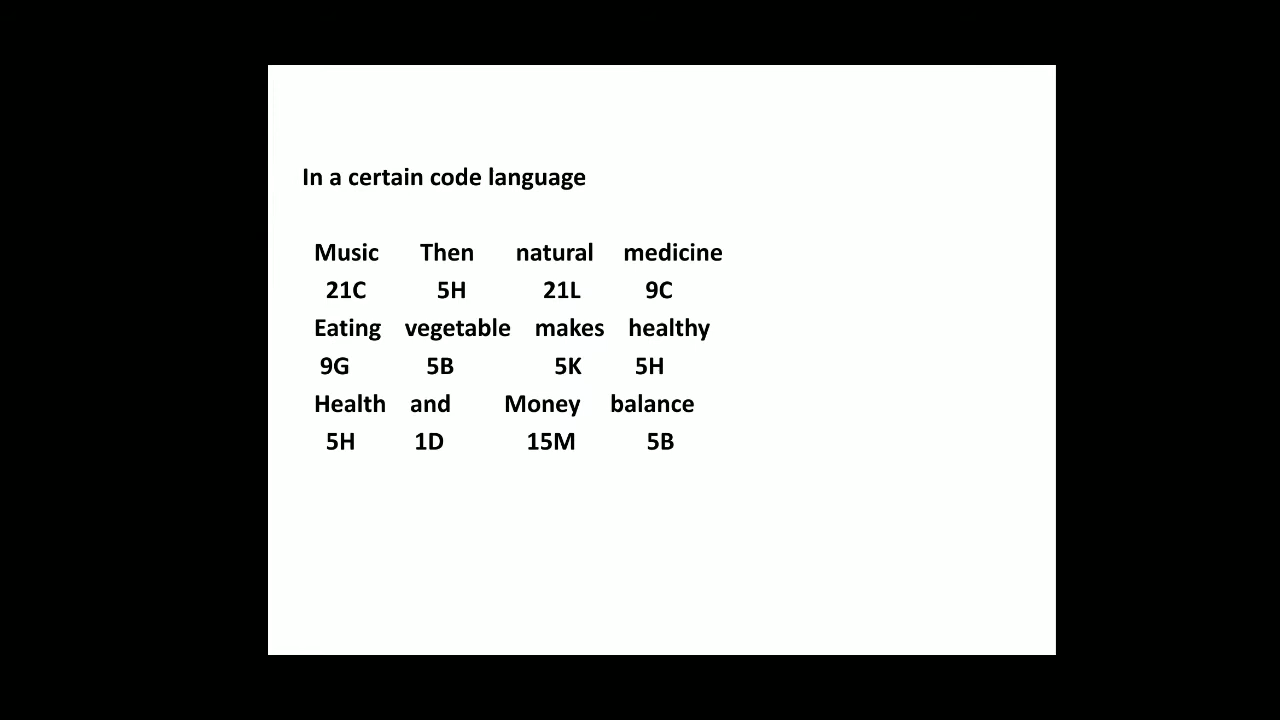 In a certain code language
Music Then natural medicine
21C 5H 21L 9C
Eating vegetable makes healthy
9G 5B 5K 5H
Health and Money balance
5H 1D 15M 5B